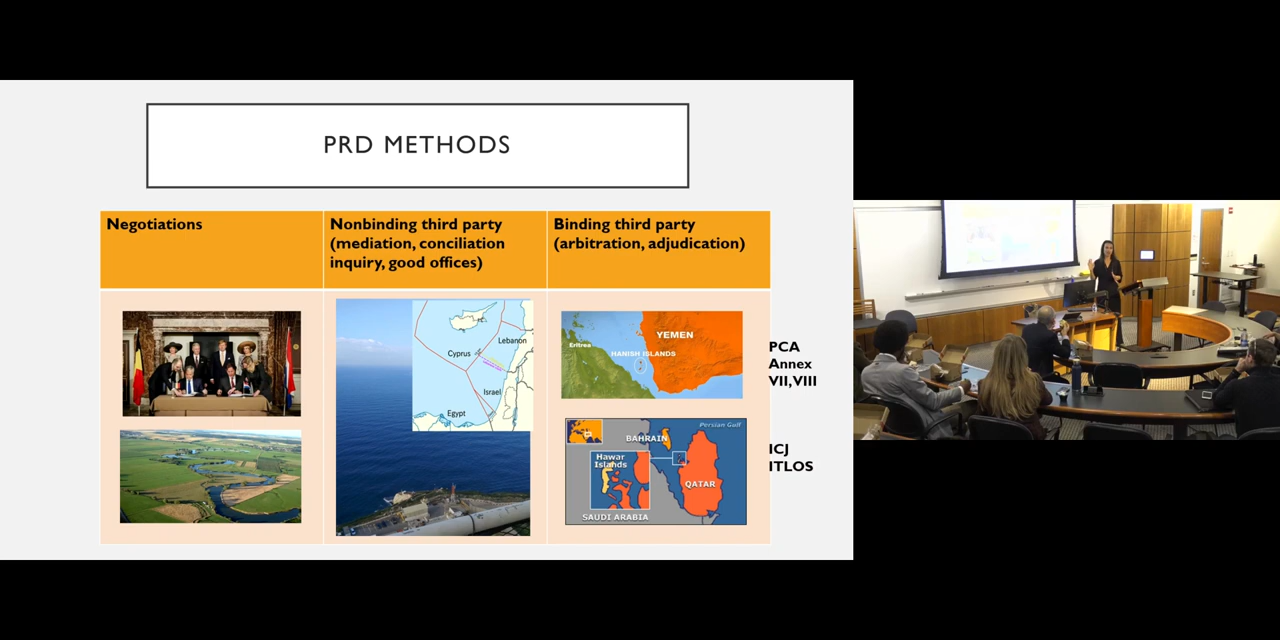 PRD METHODS
Negotiations
Nonbinding third party
(mediation, conciliation
inquiry, good offices)
Binding third party
(arbitration, adjudication)
Cyprus
Lebanon
Israel
Egypt
YEMEN
Eritrea
HANISH ISLANDS
PCA
Annex
VII,VIII
Persian Gulf
BAHRAIN
Hawar
Islands
QATAR
SAUDI ARABIA
ICJ
ITLOS